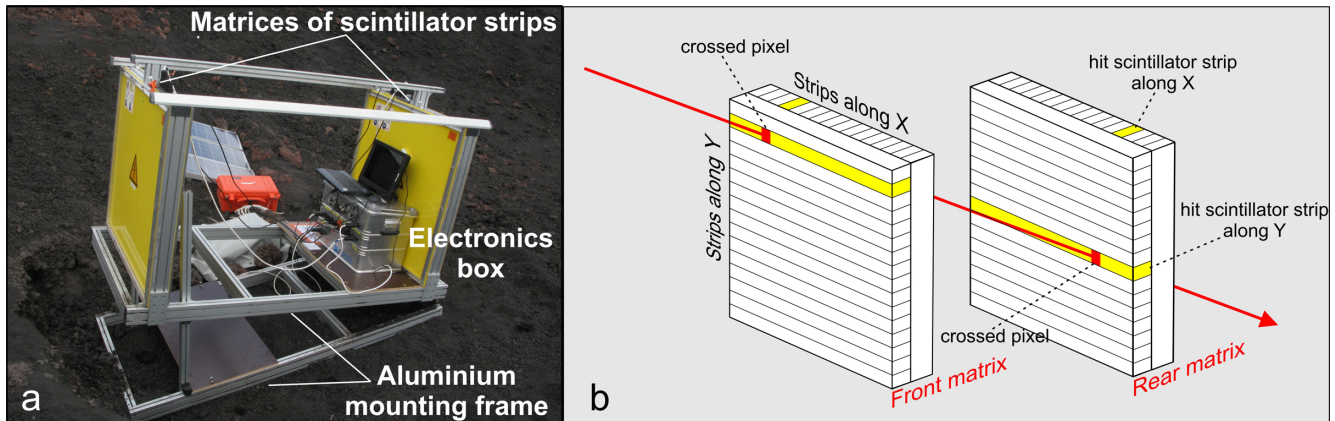 Matrices of scintillator strips
Electronics
box
Aluminium
mounting frame
a
crossed pixel
Strips along X
Strips along Y
hit scintillator strip
along X
hit scintillator strip
along Y
crossed pixel
Front matrix
Rear matrix
b